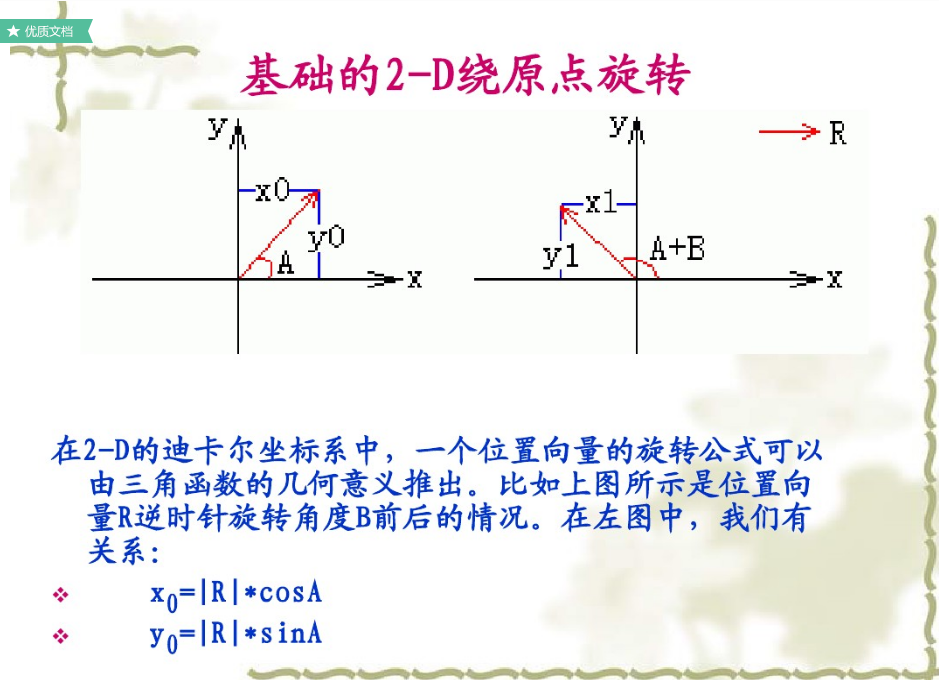 优质文档
基础的2-D绕原点旋转
y
x0
y0
A
x
y
R
x1
y1
A+B
x
在2-D的迪卡尔坐标系中，一个位置向量的旋转公式可以
由三角函数的几何意义推出。比如上图所示是位置向
量R逆时针旋转角度B前后的情况。在左图中，我们有
关系：
x₀=|R|*cosA
y₀=|R|*sinA